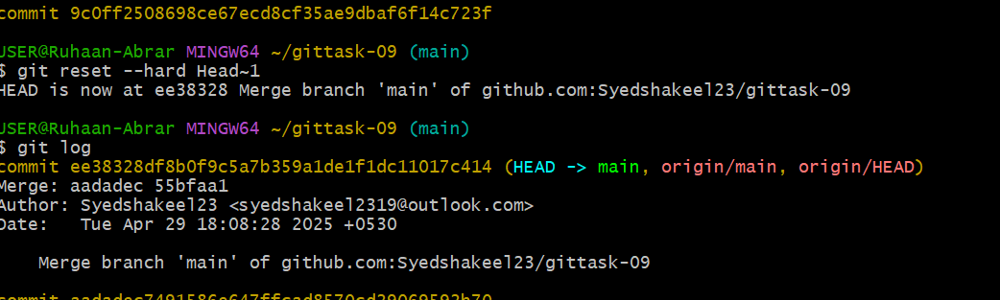 commit 9c0ff2508698ce67ecd8cf35ae9dbaf6f14c723f
USER@Ruhaan-Abrar MINGW64 ~/gittask-09 (main)
$ git reset --hard Head~1
HEAD is now at ee38328 Merge branch 'main' of github.com:Syedshakeel23/gittask-09
USER@Ruhaan-Abrar MINGW64 ~/gittask-09 (main)
$ git log
commit ee38328df8b0f9c5a7b359a1de1f1dc11017c414 (HEAD -> main, origin/main, origin/HEAD)
Merge: aadadec 55bfaa1
Author: Syedshakeel23 <syedshakeel2319@outlook.com>
Date:   Tue Apr 29 18:08:28 2025 +0530
Merge branch 'main' of github.com:Syedshakeel23/gittask-09
commit